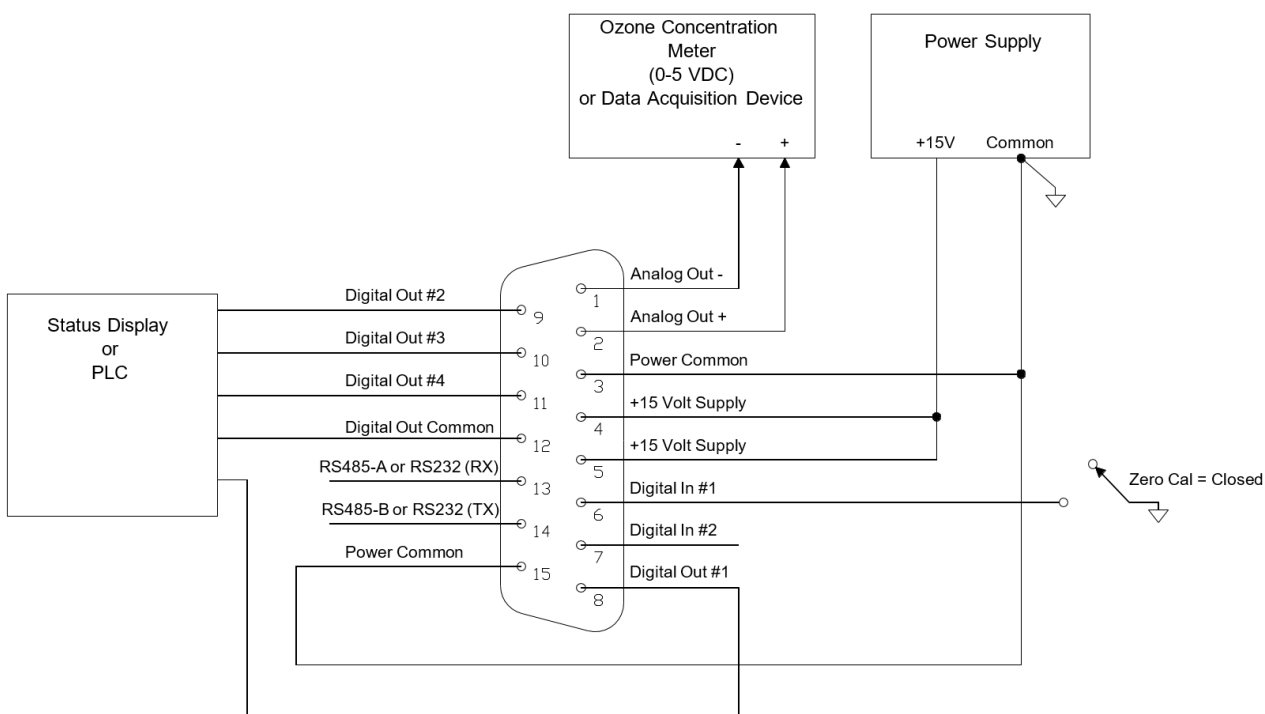 Ozone Concentration
Meter
(0-5 VDC)
or Data Acquisition Device
- +
Power Supply
+15V Common
Status Display
or
PLC
Digital Out #2
Digital Out #3
Digital Out #4
Digital Out Common
RS485-A or RS232 (RX)
RS485-B or RS232 (TX)
Power Common
9
10
11
12
13
14
15
1
2
3
4
5
6
7
8
Analog Out -
Analog Out +
Power Common
+15 Volt Supply
+15 Volt Supply
Digital In #1
Digital In #2
Digital Out #1
Zero Cal = Closed